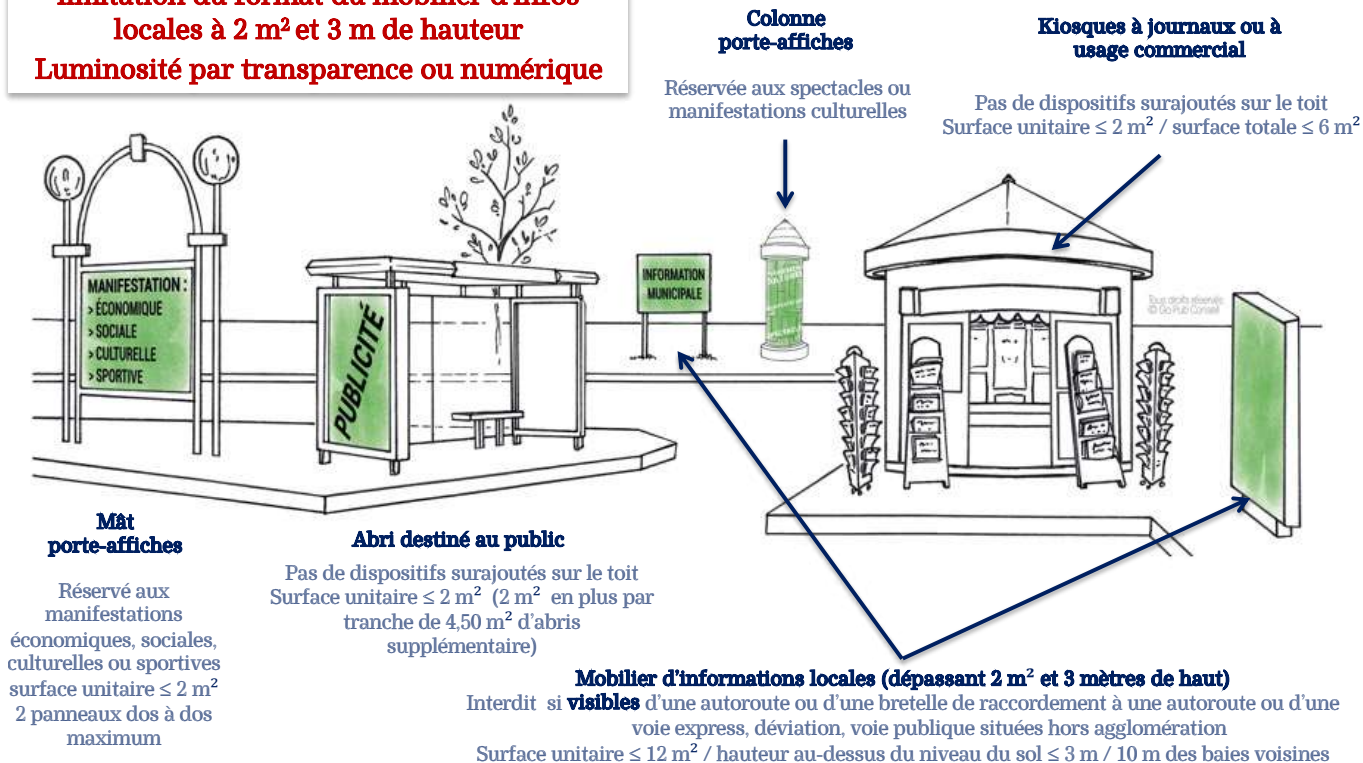 limitation du format du mobilier d'infos
locales à 2 m² et 3 m de hauteur
Luminosité par transparence ou numérique
Colonne
porte-affiches
Réservée aux spectacles ou
manifestations culturelles
Kiosques à journaux ou à
usage commercial
Pas de dispositifs surajoutés sur le toit
Surface unitaire ≤ 2 m² / surface totale ≤ 6 m²
MANIFESTATION :
> ÉCONOMIQUE
> SOCIALE
> CULTURELLE
> SPORTIVE
PUBLICITÉ
INFORMATION
MUNICIPALE
Tous droits réservés
© Go Pub Conseil
Mât
porte-affiches
Réservé aux
manifestations
économiques, sociales,
culturelles ou sportives
surface unitaire ≤ 2 m²
2 panneaux dos à dos
maximum
Abri destiné au public
Pas de dispositifs surajoutés sur le toit
Surface unitaire ≤ 2 m² (2 m² en plus par
tranche de 4,50 m² d'abris
supplémentaire)
Mobilier d'informations locales (dépassant 2 m² et 3 mètres de haut)
Interdit si visibles d'une autoroute ou d'une bretelle de raccordement à une autoroute ou d'une
voie express, déviation, voie publique situées hors agglomération
Surface unitaire ≤ 12 m² / hauteur au-dessus du niveau du sol ≤ 3 m / 10 m des baies voisines